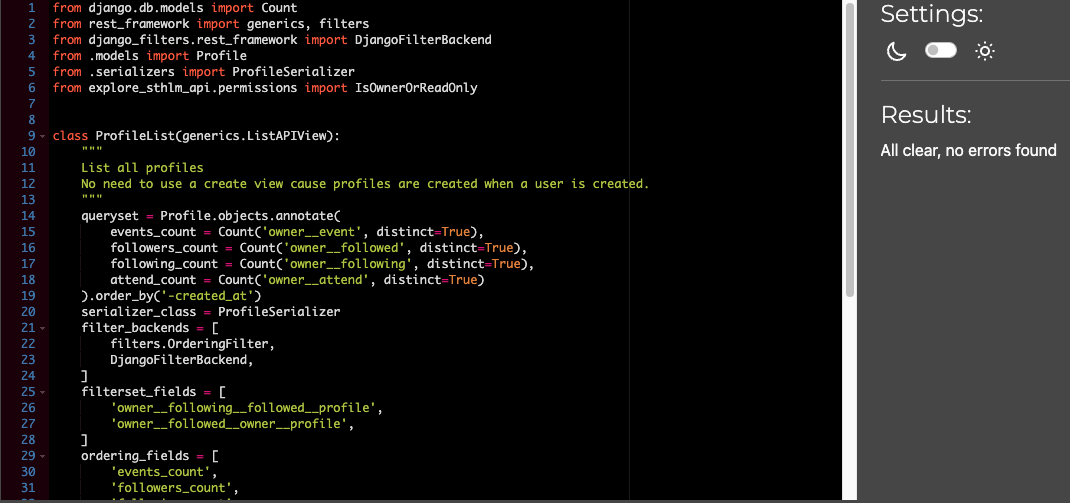 1 from django.db.models import Count
2 from rest_framework import generics, filters
3 from django_filters.rest_framework import DjangoFilterBackend
4 from .models import Profile
5 from .serializers import ProfileSerializer
6 from explore_sthlm_api.permissions import IsOwnerOrReadOnly
7
8
9 class ProfileList(generics.ListAPIView):
10     """
11     List all profiles
12     No need to use a create view cause profiles are created when a user is created.
13     """
14     queryset = Profile.objects.annotate(
15         events_count = Count('owner__event', distinct=True),
16         followers_count = Count('owner__followed', distinct=True),
17         following_count = Count('owner__following', distinct=True),
18         attend_count = Count('owner__attend', distinct=True)
19     ).order_by('-created_at')
20     serializer_class = ProfileSerializer
21     filter_backends = [
22         filters.OrderingFilter,
23         DjangoFilterBackend,
24     ]
25     filterset_fields = [
26         'owner__following__followed__profile',
27         'owner__followed__owner__profile',
28     ]
29     ordering_fields = [
30         'events_count',
31         'followers_count',
Settings:
Results:
All clear, no errors found